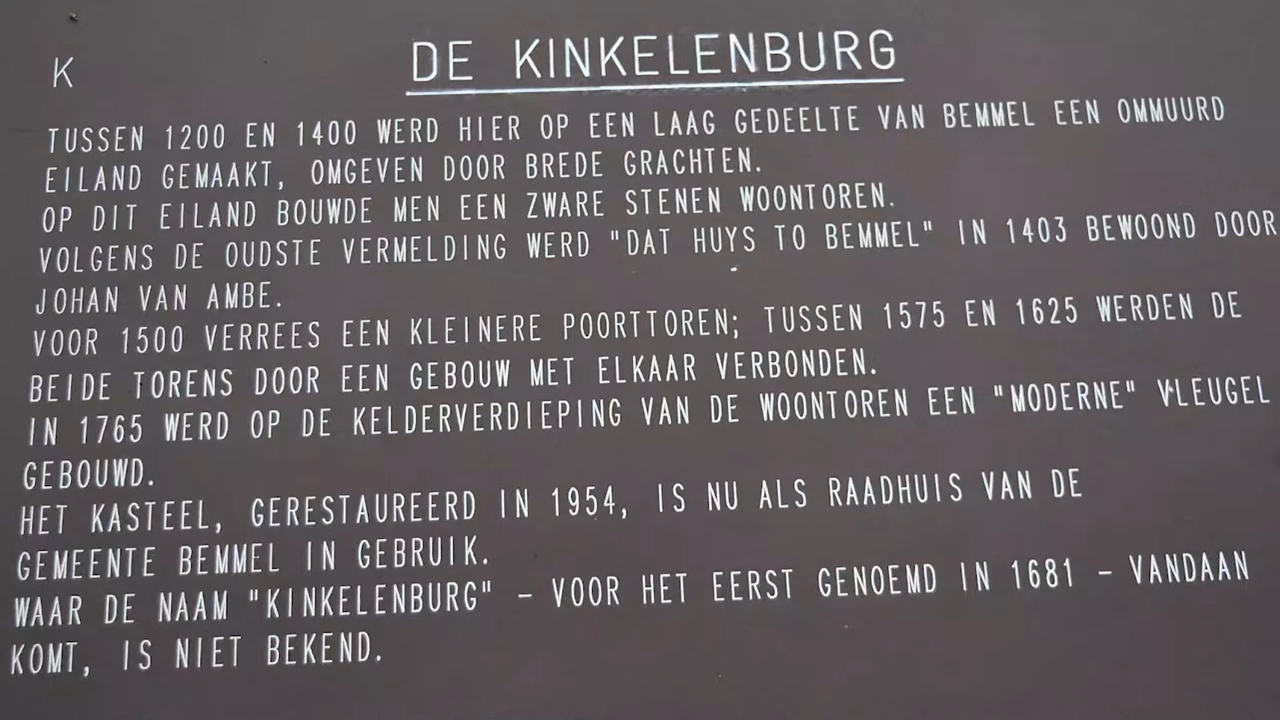 K
DE KINKELENBURG
TUSSEN 1200 EN 1400 WERD HIER OP EEN LAAG GEDEELTE VAN BEMMEL EEN OMMUURD
EILAND GEMAAKT, OMGEVEN DOOR BREDE GRACHTEN.
OP DIT EILAND BOUWDE MEN EEN ZWARE STENEN WOONTOREN.
VOLGENS DE OUDSTE VERMELDING WERD "DAT HUYS TO BEMMEL" IN 1403 BEWOOND DOOR
JOHAN VAN AMBE.
VOOR 1500 VERREES EEN KLEINERE POORTTOREN; TUSSEN 1575 EN 1625 WERDEN DE
BEIDE TORENS DOOR EEN GEBOUW MET ELKAAR VERBONDEN.
IN 1765 WERD OP DE KELDERVERDIEPING VAN DE WOONTOREN EEN "MODERNE" VLEUGEL
GEBOUWD.
HET KASTEEL, GERESTAUREERD IN 1954, IS NU ALS RAADHUIS VAN DE
GEMEENTE BEMMEL IN GEBRUIK.
WAAR DE NAAM "KINKELENBURG" – VOOR HET EERST GENOEMD IN 1681 – VANDAAN
KOMT, IS NIET BEKEND.